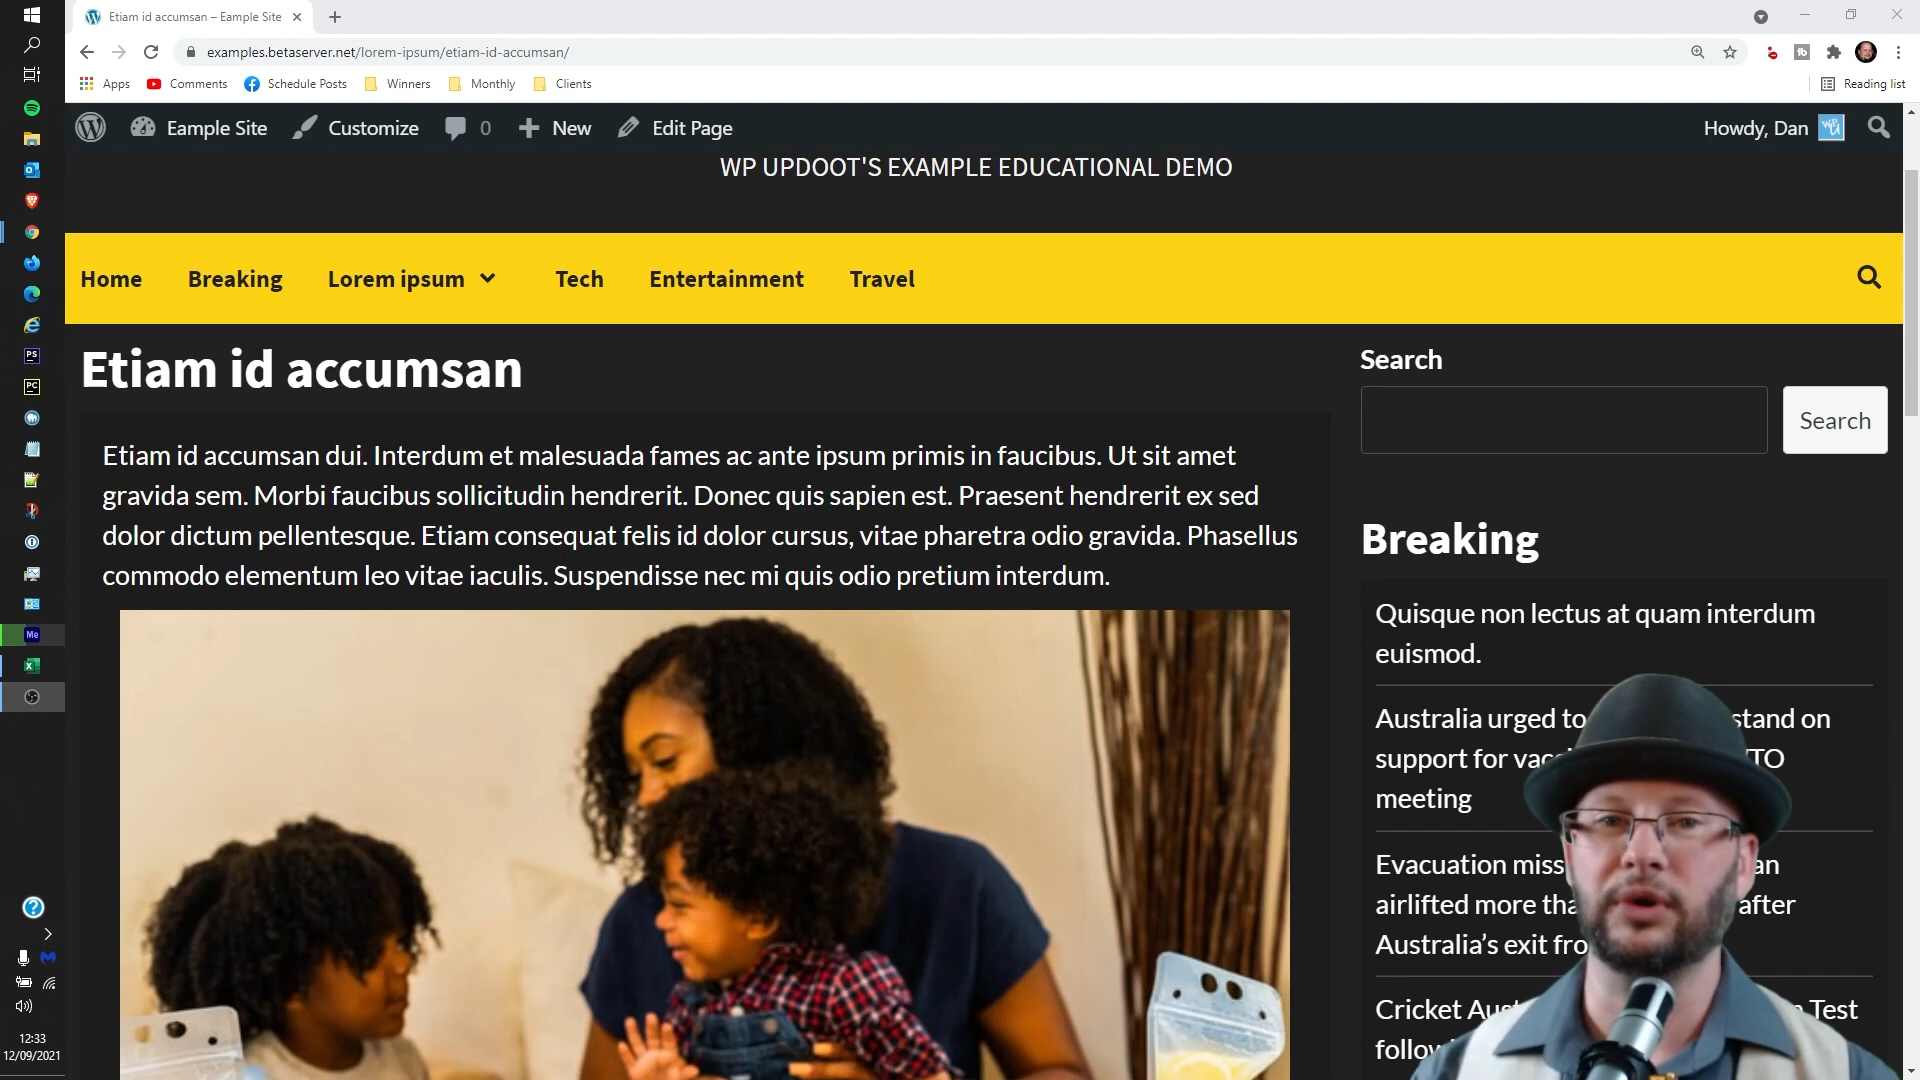 Etiam id accumsan – Eample Site
examples.betaserver.net/lorem-ipsum/etiam-id-accumsan/
Apps
Comments
Schedule Posts
Winners
Monthly
Clients
Reading list
Eample Site
Customize
0
New
Edit Page
Howdy, Dan
WP UPDOOT'S EXAMPLE EDUCATIONAL DEMO
Home
Breaking
Lorem ipsum
Tech
Entertainment
Travel
Etiam id accumsan
Etiam id accumsan dui. Interdum et malesuada fames ac ante ipsum primis in faucibus. Ut sit amet
gravida sem. Morbi faucibus sollicitudin hendrerit. Donec quis sapien est. Praesent hendrerit ex sed
dolor dictum pellentesque. Etiam consequat felis id dolor cursus, vitae pharetra odio gravida. Phasellus
commodo elementum leo vitae iaculis. Suspendisse nec mi quis odio pretium interdum.
Search
Search
Breaking
Quisque non lectus at quam interdum
euismod.
Australia urged to stand on
support for TO
meeting
Evacuation an
airlifted more after
Australia’s exit
Cricket Test
PS
PC
Me
12:33
12/09/2021